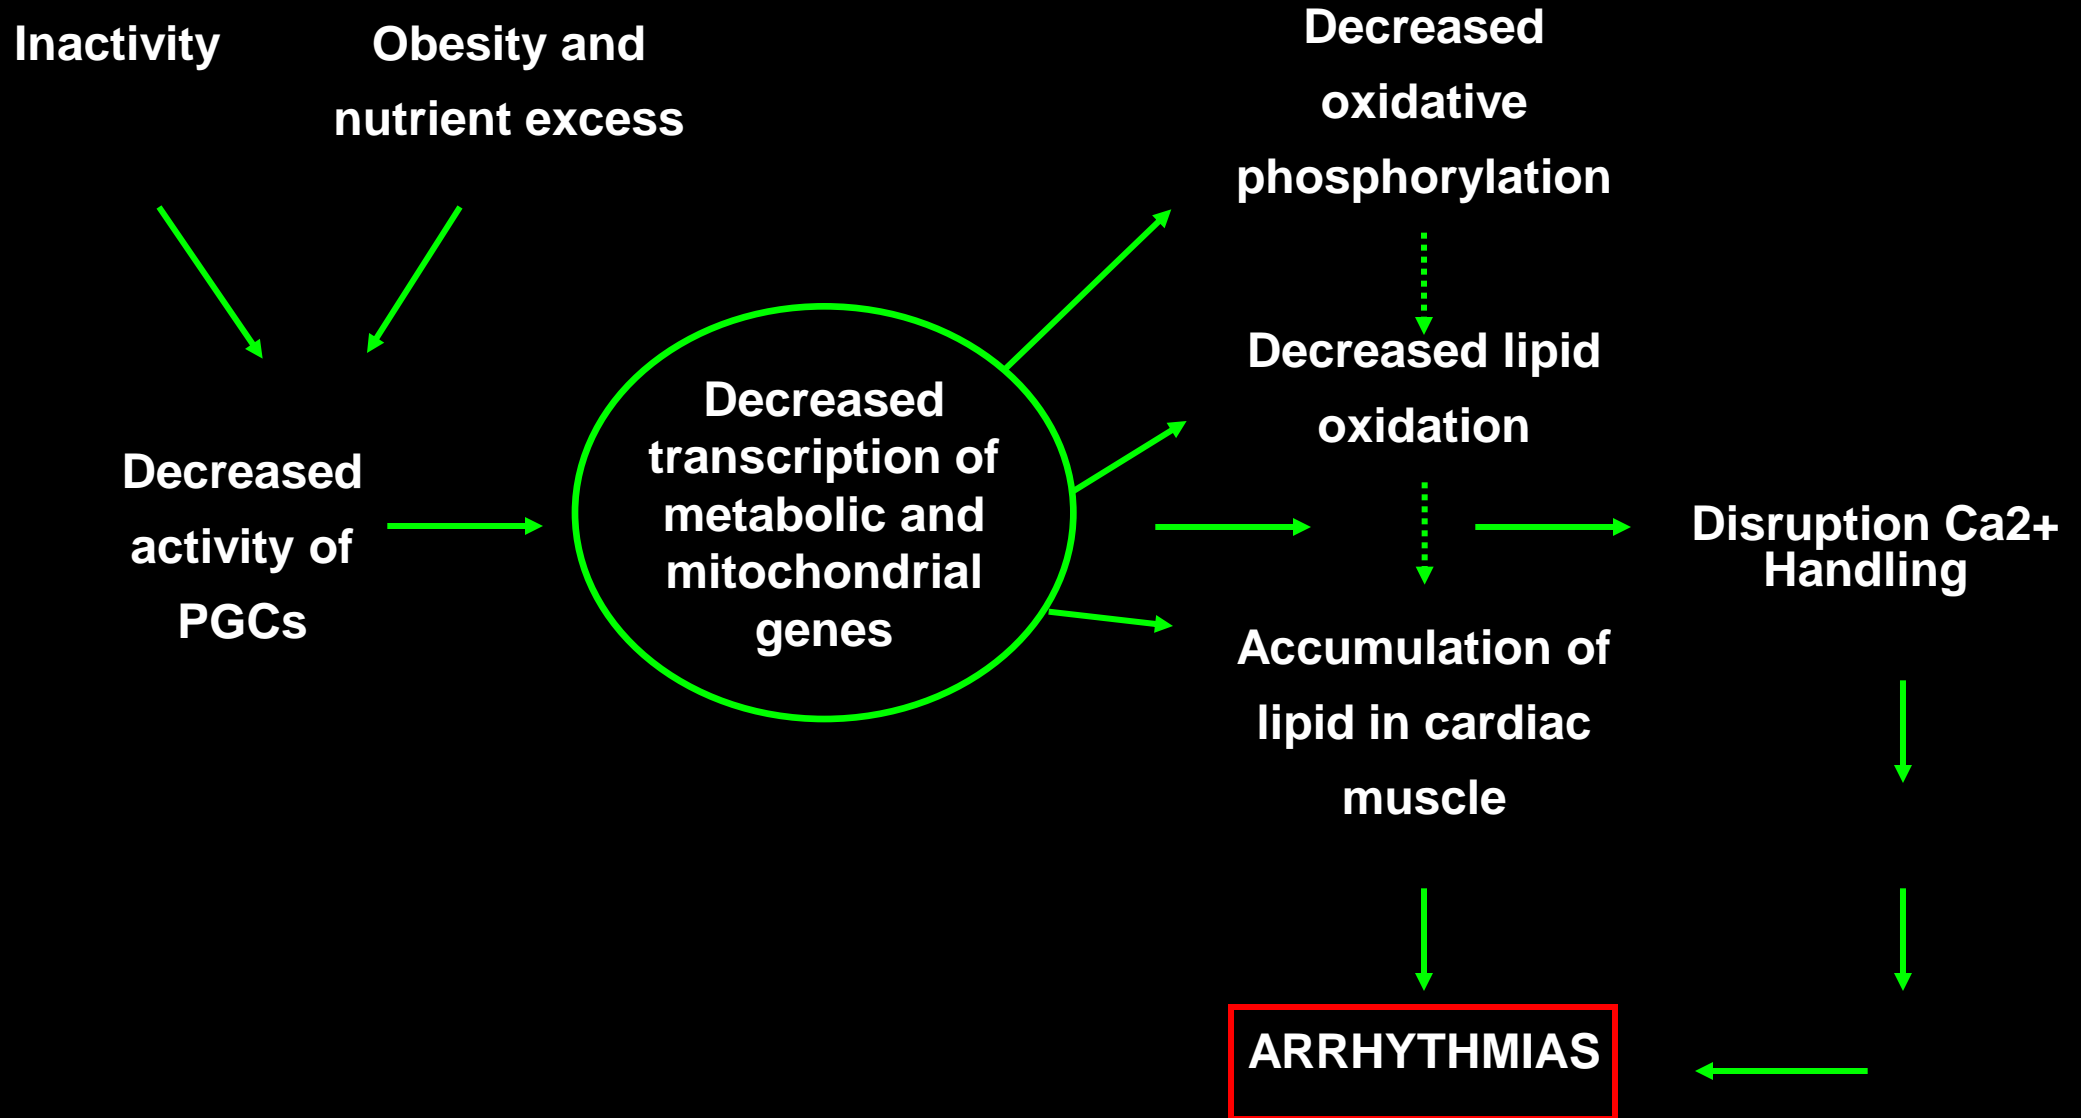 Inactivity
Obesity and
nutrient excess
Decreased
activity of
PGCs
Decreased
transcription of
metabolic and
mitochondrial
genes
Decreased
oxidative
phosphorylation
Decreased lipid
oxidation
Accumulation of
lipid in cardiac
muscle
Disruption Ca2+
Handling
ARRHYTHMIAS